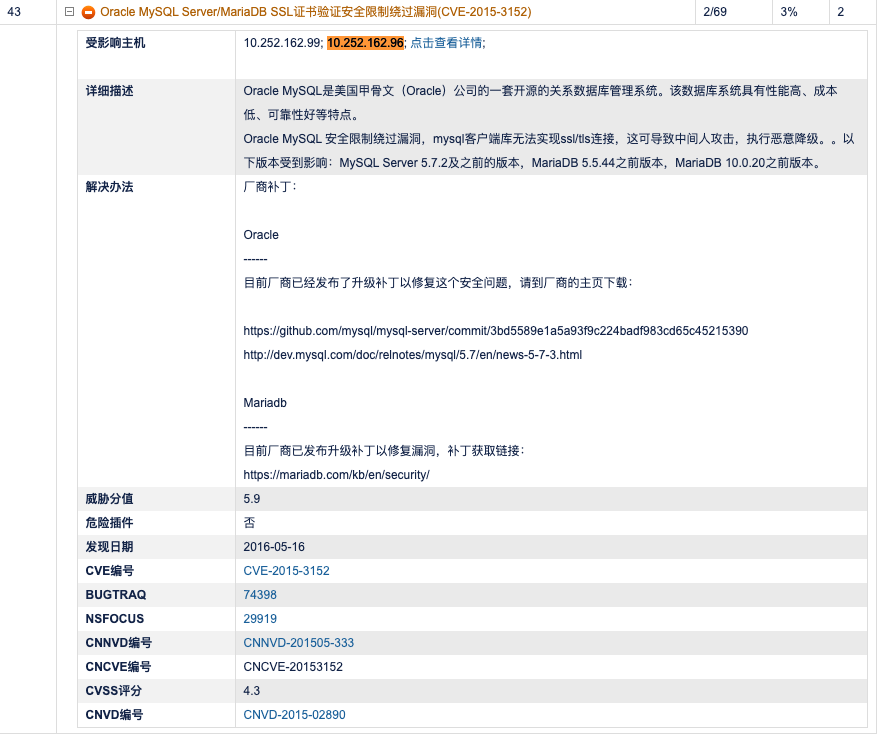 43 Oracle MySQL Server/MariaDB SSL证书验证安全限制绕过漏洞(CVE-2015-3152) 2/69 3% 2
受影响主机 10.252.162.99; 10.252.162.96; 点击查看详情;
详细描述 Oracle MySQL是美国甲骨文（Oracle）公司的一套开源的关系数据库管理系统。该数据库系统具有性能高、成本
低、可靠性好等特点。
Oracle MySQL 安全限制绕过漏洞，mysql客户端库无法实现ssl/tls连接，这可导致中间人攻击，执行恶意降级。。以
下版本受到影响：MySQL Server 5.7.2及之前的版本，MariaDB 5.5.44之前版本，MariaDB 10.0.20之前版本。
解决办法 厂商补丁：
Oracle
------
目前厂商已经发布了升级补丁以修复这个安全问题，请到厂商的主页下载：
https://github.com/mysql/mysql-server/commit/3bd5589e1a5a93f9c224badf983cd65c45215390
http://dev.mysql.com/doc/relnotes/mysql/5.7/en/news-5-7-3.html
Mariadb
------
目前厂商已发布升级补丁以修复漏洞，补丁获取链接：
https://mariadb.com/kb/en/security/
威胁分值 5.9
危险插件 否
发现日期 2016-05-16
CVE编号 CVE-2015-3152
BUGTRAQ 74398
NSFOCUS 29919
CNNVD编号 CNNVD-201505-333
CNCVE编号 CNCVE-20153152
CVSS评分 4.3
CNVD编号 CNVD-2015-02890